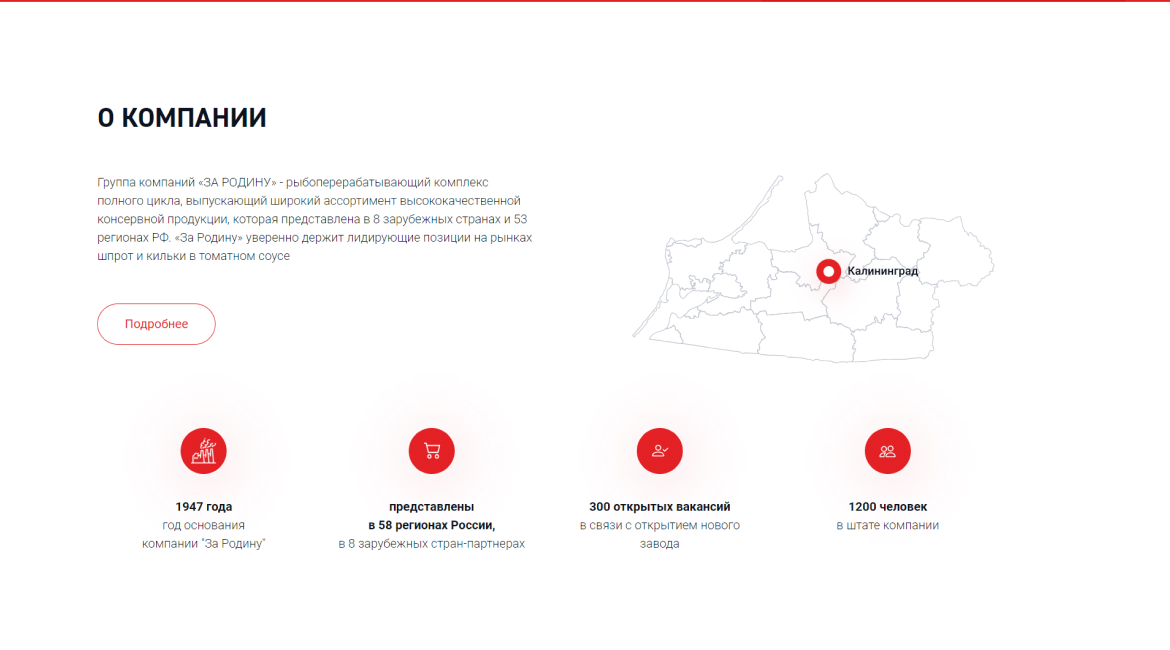 О КОМПАНИИ
Группа компаний «ЗА РОДИНУ» - рыбоперерабатывающий комплекс
полного цикла, выпускающий широкий ассортимент высококачественной
консервной продукции, которая представлена в 8 зарубежных странах и 53
регионах РФ. «За Родину» уверенно держит лидирующие позиции на рынках
шпрот и кильки в томатном соусе
Калининград
Подробнее
1947 года
год основания
компании "За Родину"
представлены
в 58 регионах России,
в 8 зарубежных стран-партнерах
300 открытых вакансий
в связи с открытием нового
завода
1200 человек
в штате компании